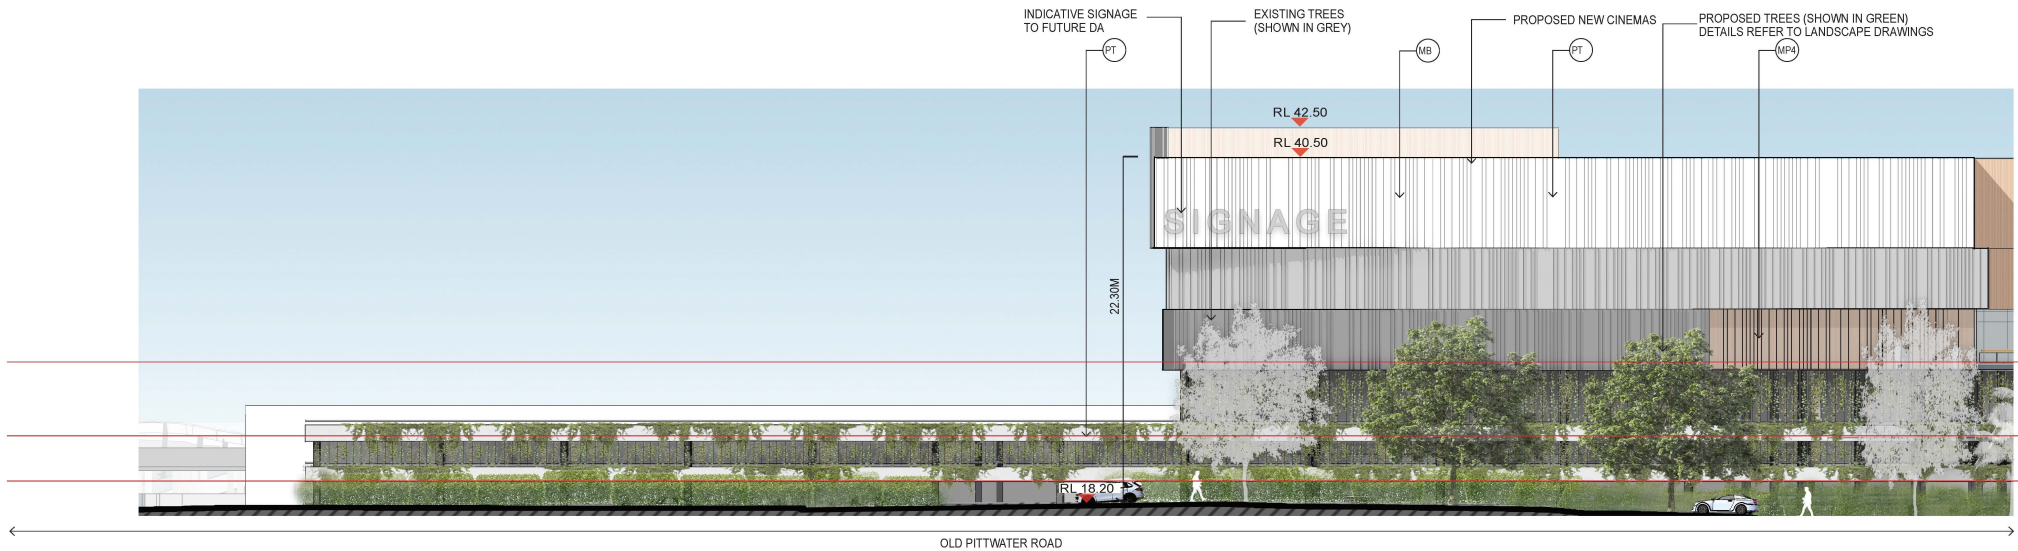 INDICATIVE SIGNAGE
TO FUTURE DA
EXISTING TREES
(SHOWN IN GREY)
PROPOSED NEW CINEMAS
PROPOSED TREES (SHOWN IN GREEN)
DETAILS REFER TO LANDSCAPE DRAWINGS
PT
MB
PT
MP4
RL 42.50
RL 40.50
SIGNAGE
22.30M
RL 18 20
OLD PITTWATER ROAD